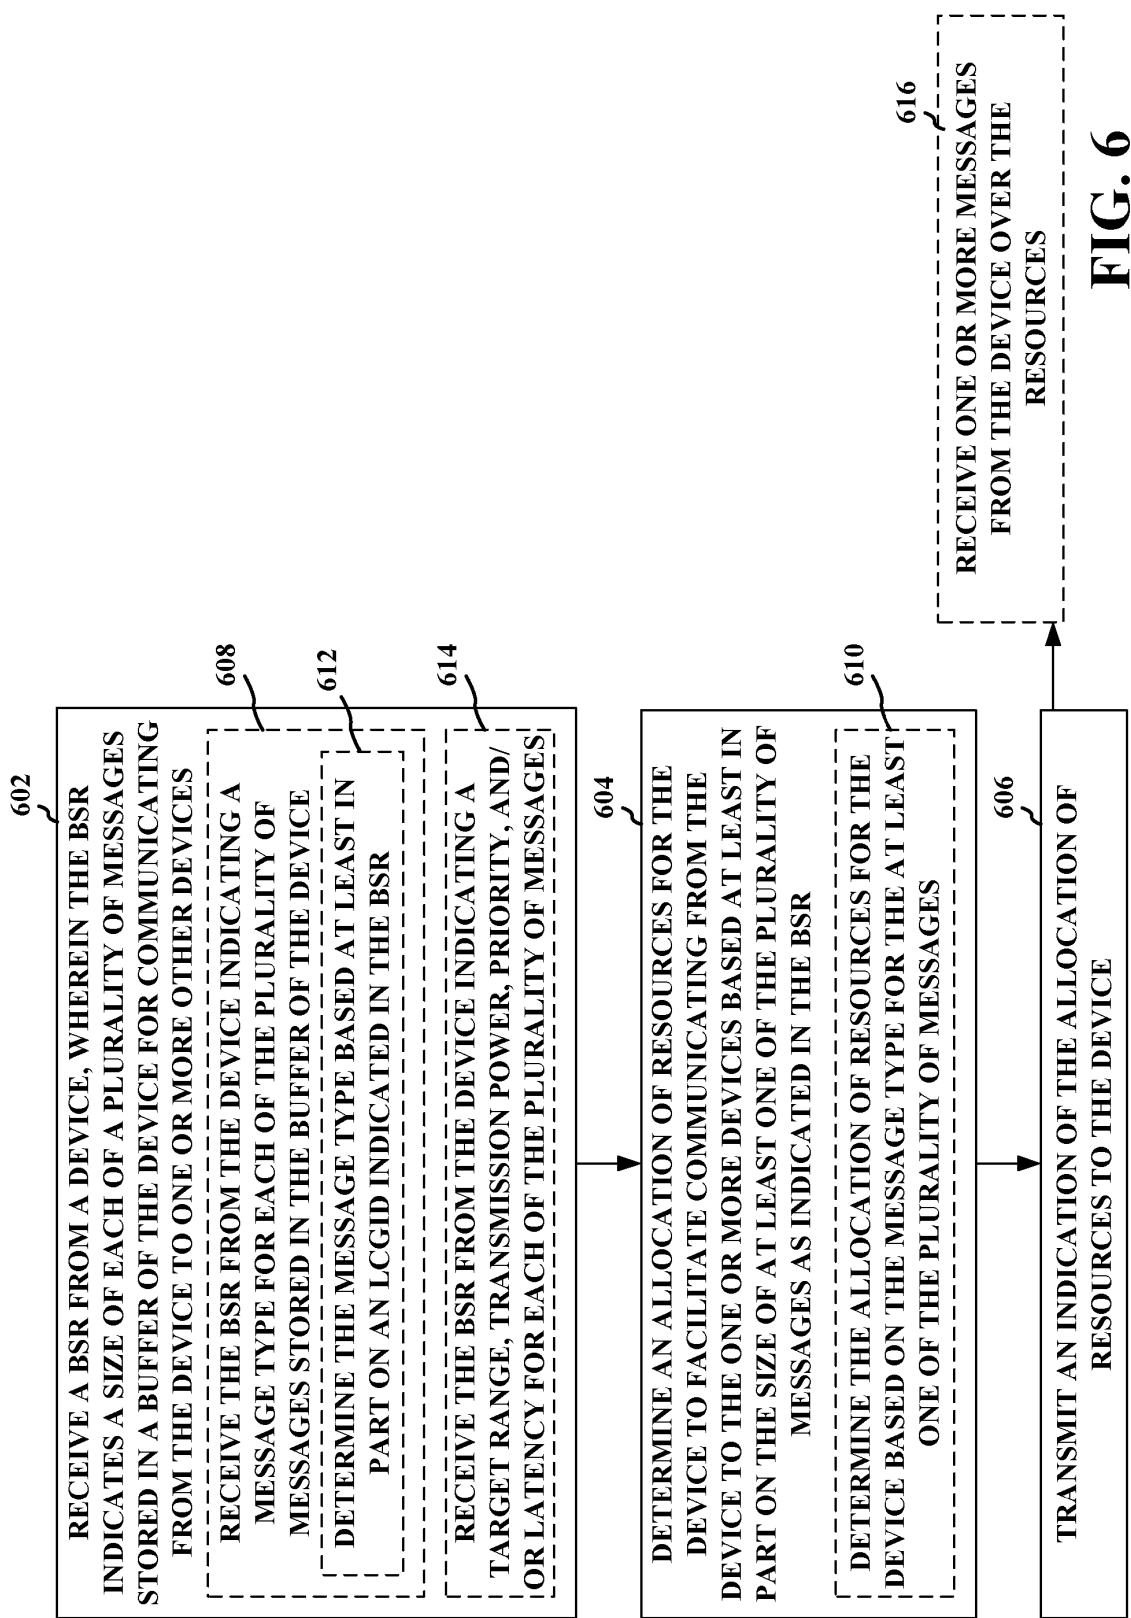 602
RECEIVE A BSR FROM A DEVICE, WHEREIN THE BSR
INDICATES A SIZE OF EACH OF A PLURALITY OF MESSAGES
STORED IN A BUFFER OF THE DEVICE FOR COMMUNICATING
FROM THE DEVICE TO ONE OR MORE OTHER DEVICES
608
RECEIVE THE BSR FROM THE DEVICE INDICATING A
MESSAGE TYPE FOR EACH OF THE PLURALITY OF
MESSAGES STORED IN THE BUFFER OF THE DEVICE
612
DETERMINE THE MESSAGE TYPE BASED AT LEAST IN
PART ON AN LCGID INDICATED IN THE BSR
614
RECEIVE THE BSR FROM THE DEVICE INDICATING A
TARGET RANGE, TRANSMISSION POWER, PRIORITY, AND/
OR LATENCY FOR EACH OF THE PLURALITY OF MESSAGES
604
DETERMINE AN ALLOCATION OF RESOURCES FOR THE
DEVICE TO FACILITATE COMMUNICATING FROM THE
DEVICE TO THE ONE OR MORE DEVICES BASED AT LEAST IN
PART ON THE SIZE OF AT LEAST ONE OF THE PLURALITY OF
MESSAGES AS INDICATED IN THE BSR
610
DETERMINE THE ALLOCATION OF RESOURCES FOR THE
DEVICE BASED ON THE MESSAGE TYPE FOR THE AT LEAST
ONE OF THE PLURALITY OF MESSAGES
606
TRANSMIT AN INDICATION OF THE ALLOCATION OF
RESOURCES TO THE DEVICE
616
RECEIVE ONE OR MORE MESSAGES
FROM THE DEVICE OVER THE
RESOURCES
FIG. 6